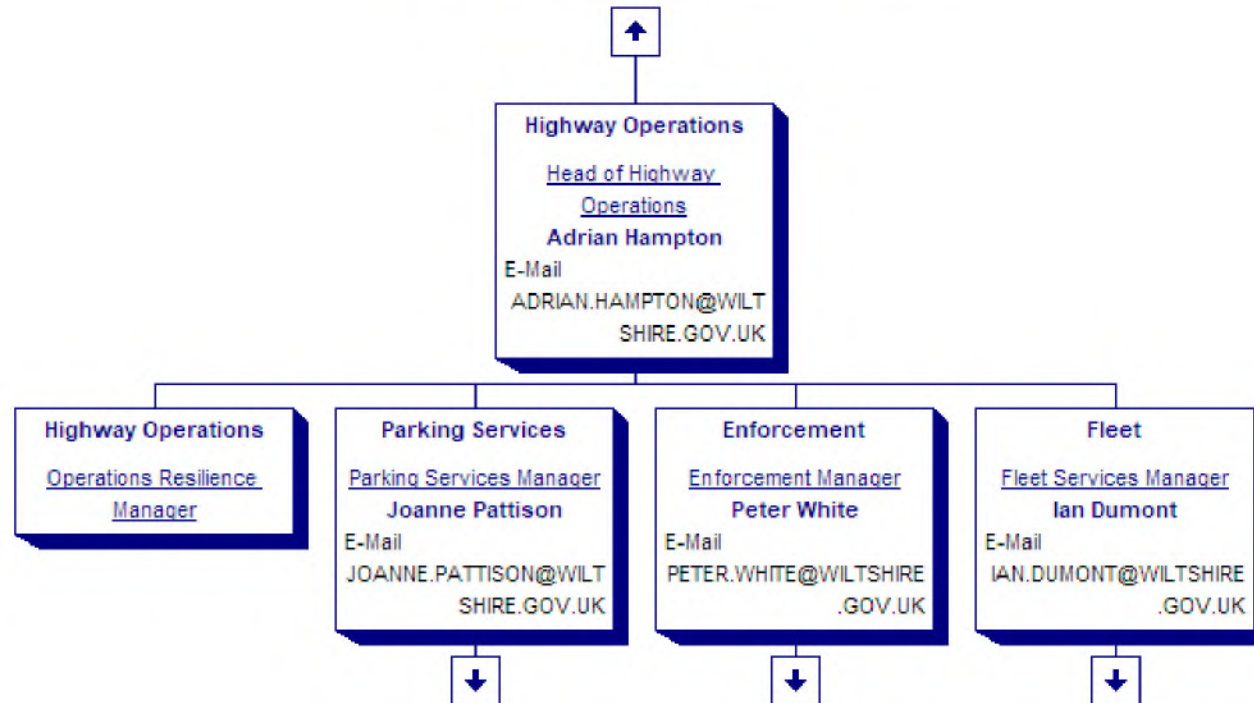 Highway Operations
Head of Highway
Operations
Adrian Hampton
E-Mail
ADRIAN.HAMPTON@WILT
SHIRE.GOV.UK
Highway Operations
Operations Resilience
Manager
Parking Services
Parking Services Manager
Joanne Pattison
E-Mail
JOANNE.PATTISON@WILT
SHIRE.GOV.UK
Enforcement
Enforcement Manager
Peter White
E-Mail
PETER.WHITE@WILTSHIRE
.GOV.UK
Fleet
Fleet Services Manager
Ian Dumont
E-Mail
IAN.DUMONT@WILTSHIRE
.GOV.UK